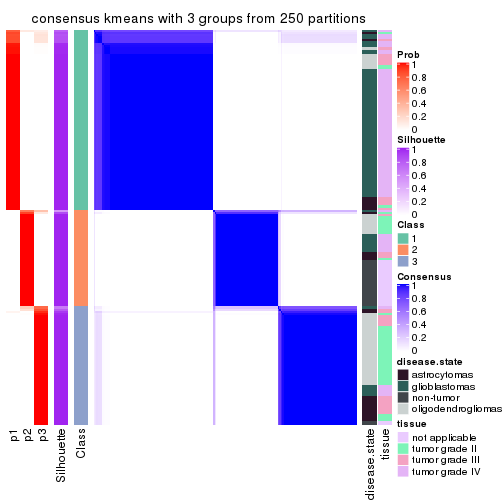 consensus kmeans with 3 groups from 250 partitions
Prob
1
0.8
0.6
0.4
0.2
0
Silhouette
1
0.8
0.6
0.4
0.2
0
Class
1
2
3
Consensus
1
0.8
0.6
0.4
0.2
0
disease.state
astrocytomas
glioblastomas
non-tumor
oligodendrogliomas
tissue
not applicable
tumor grade II
tumor grade III
tumor grade IV
p1
p2
p3
Silhouette
Class
disease.state
tissue